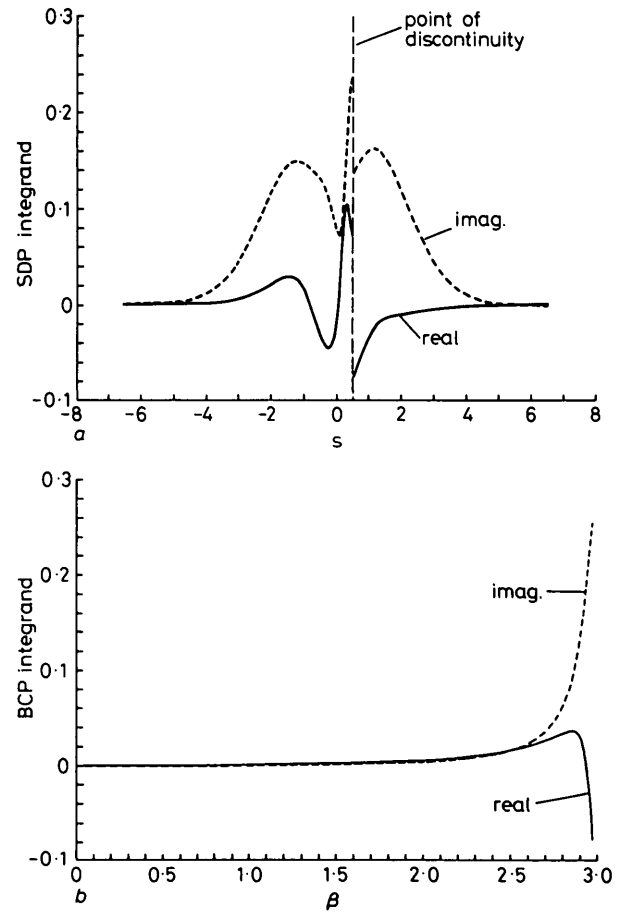 0·3
point of
discontinuity
0·2
SDP integrand
0·1
imag.
0
real
-0·1
-8 -6 -4 -2 0 2 4 6 8
a
s
0·3
0·2
imag.
BCP integrand
0·1
0
real
-0·1
0 0·5 1·0 1·5 2·0 2·5 3·0
b
β